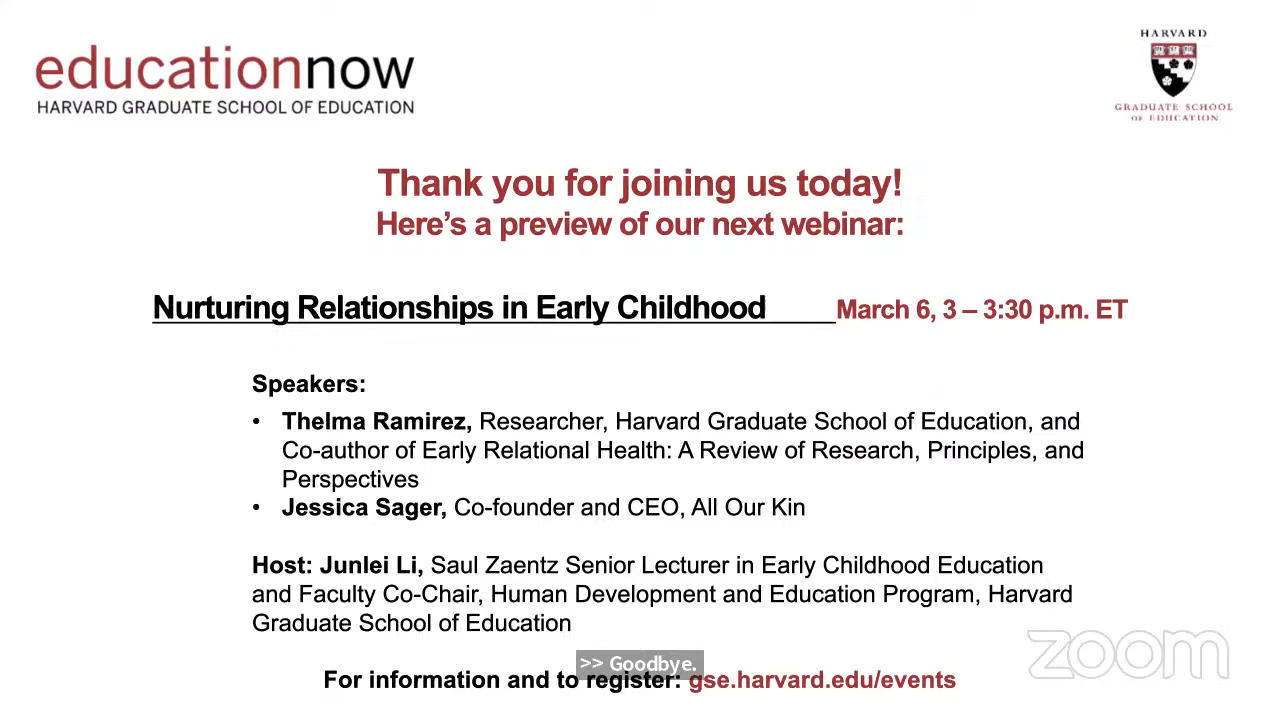 educationnow
HARVARD GRADUATE SCHOOL OF EDUCATION
HARVARD
GRADUATE SCHOOL
OF EDUCATION
Thank you for joining us today!
Here's a preview of our next webinar:
Nurturing Relationships in Early Childhood March 6, 3 – 3:30 p.m. ET
Speakers:
• Thelma Ramirez, Researcher, Harvard Graduate School of Education, and
Co-author of Early Relational Health: A Review of Research, Principles, and
Perspectives
• Jessica Sager, Co-founder and CEO, All Our Kin
Host: Junlei Li, Saul Zaentz Senior Lecturer in Early Childhood Education
and Faculty Co-Chair, Human Development and Education Program, Harvard
Graduate School of Education
zoom
>> Goodbye.
For information and to register: gse.harvard.edu/events